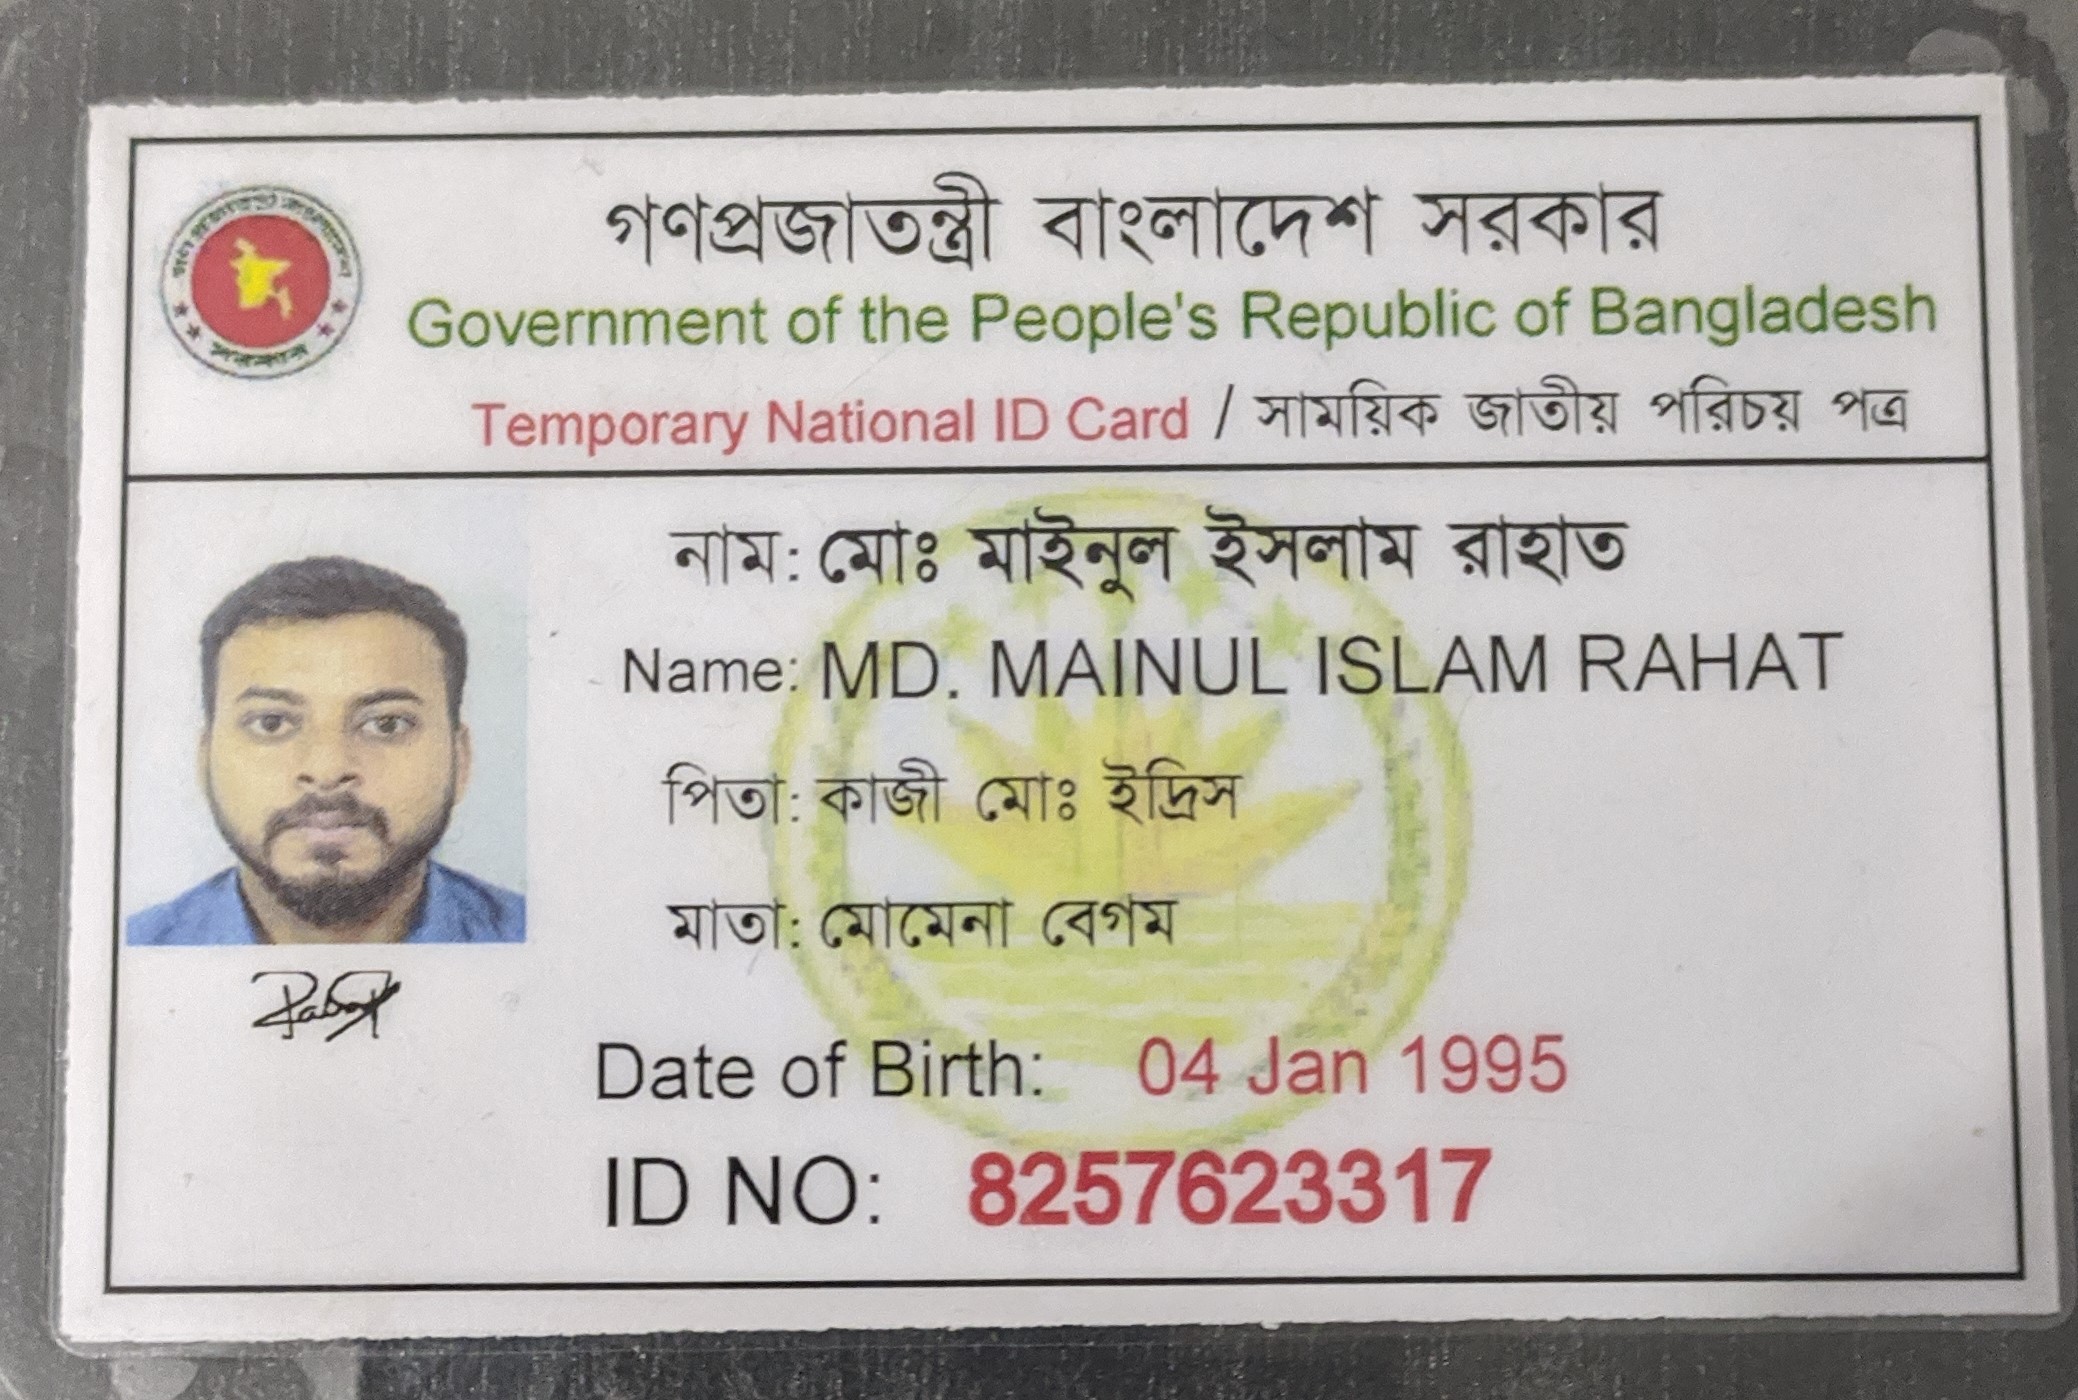 গণপ্রজাতন্ত্রী বাংলাদেশ সরকার
Government of the People's Republic of Bangladesh
Temporary National ID Card / সাময়িক জাতীয় পরিচয় পত্র
নাম: মোঃ মাইনুল ইসলাম রাহাত
Name: MD. MAINUL ISLAM RAHAT
পিতা: কাজী মোঃ ইদ্রিস
মাতা: মোমেনা বেগম
Date of Birth: 04 Jan 1995
ID NO: 8257623317